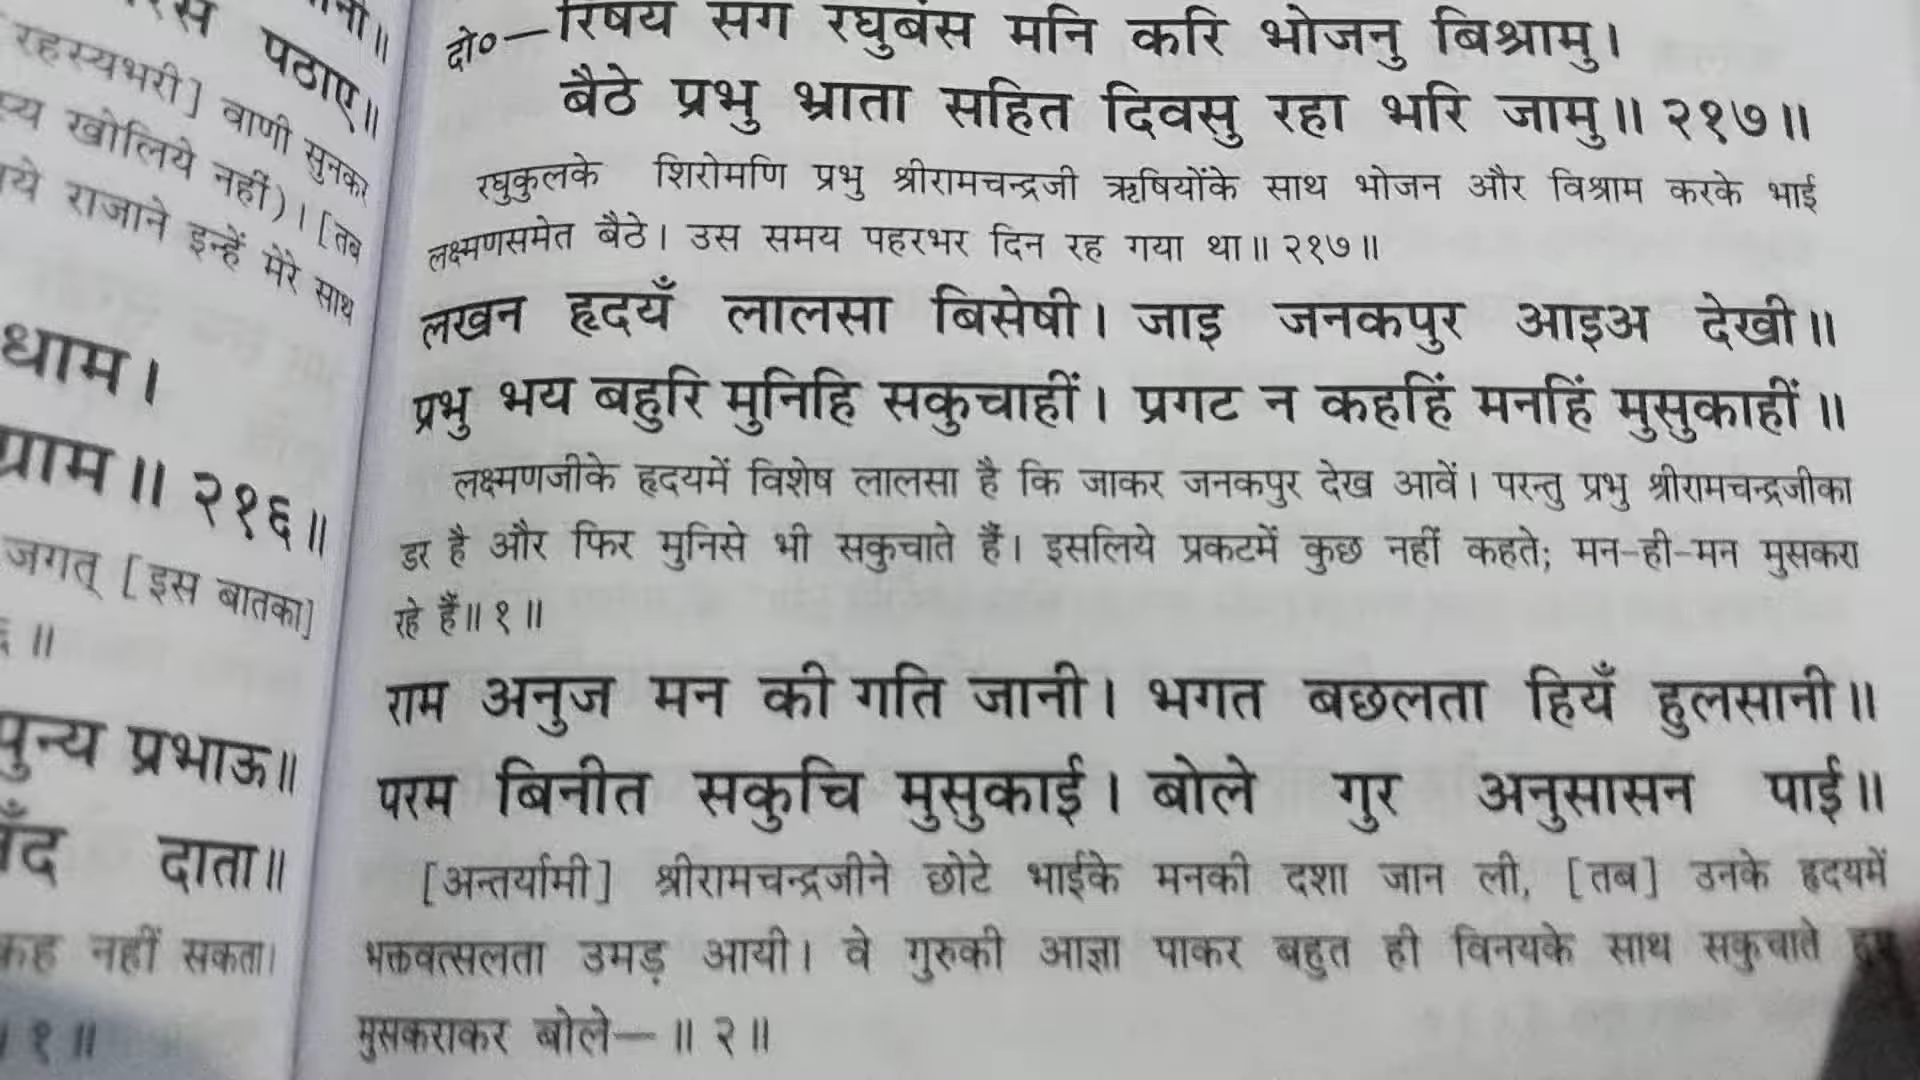 पठाए॥
रहस्यभरी] वाणी सुनकर
खोलिये नहीं)। [तब
राजाने इन्हें मेरे साथ
धाम।
ग्राम॥ २१६॥
जगत् [इस बातका]
॥
पुन्य प्रभाऊ॥
दाता॥
कह नहीं सकता।
१॥
दो०—रिषय संग रघुबंस मनि करि भोजनु बिश्रामु।
बैठे प्रभु भ्राता सहित दिवसु रहा भरि जामु॥ २१७॥
रघुकुलके शिरोमणि प्रभु श्रीरामचन्द्रजी ऋषियोंके साथ भोजन और विश्राम करके भाई
लक्ष्मणसमेत बैठे। उस समय पहरभर दिन रह गया था॥ २१७॥
लखन हृदयँ लालसा बिसेषी। जाइ जनकपुर आइअ देखी॥
प्रभु भय बहुरि मुनिहि सकुचाहीं। प्रगट न कहहिं मनहिं मुसुकाहीं॥
लक्ष्मणजीके हृदयमें विशेष लालसा है कि जाकर जनकपुर देख आवें। परन्तु प्रभु श्रीरामचन्द्रजीका
डर है और फिर मुनिसे भी सकुचाते हैं। इसलिये प्रकटमें कुछ नहीं कहते; मन-ही-मन मुसकरा
रहे हैं॥ १॥
राम अनुज मन की गति जानी। भगत बछलता हियँ हुलसानी॥
परम बिनीत सकुचि मुसुकाई। बोले गुर अनुसासन पाई॥
[अन्तर्यामी] श्रीरामचन्द्रजीने छोटे भाईके मनकी दशा जान ली, [तब] उनके हृदयमें
भक्तवत्सलता उमड़ आयी। वे गुरुकी आज्ञा पाकर बहुत ही विनयके साथ सकुचाते हुए
मुसकराकर बोले—॥ २॥